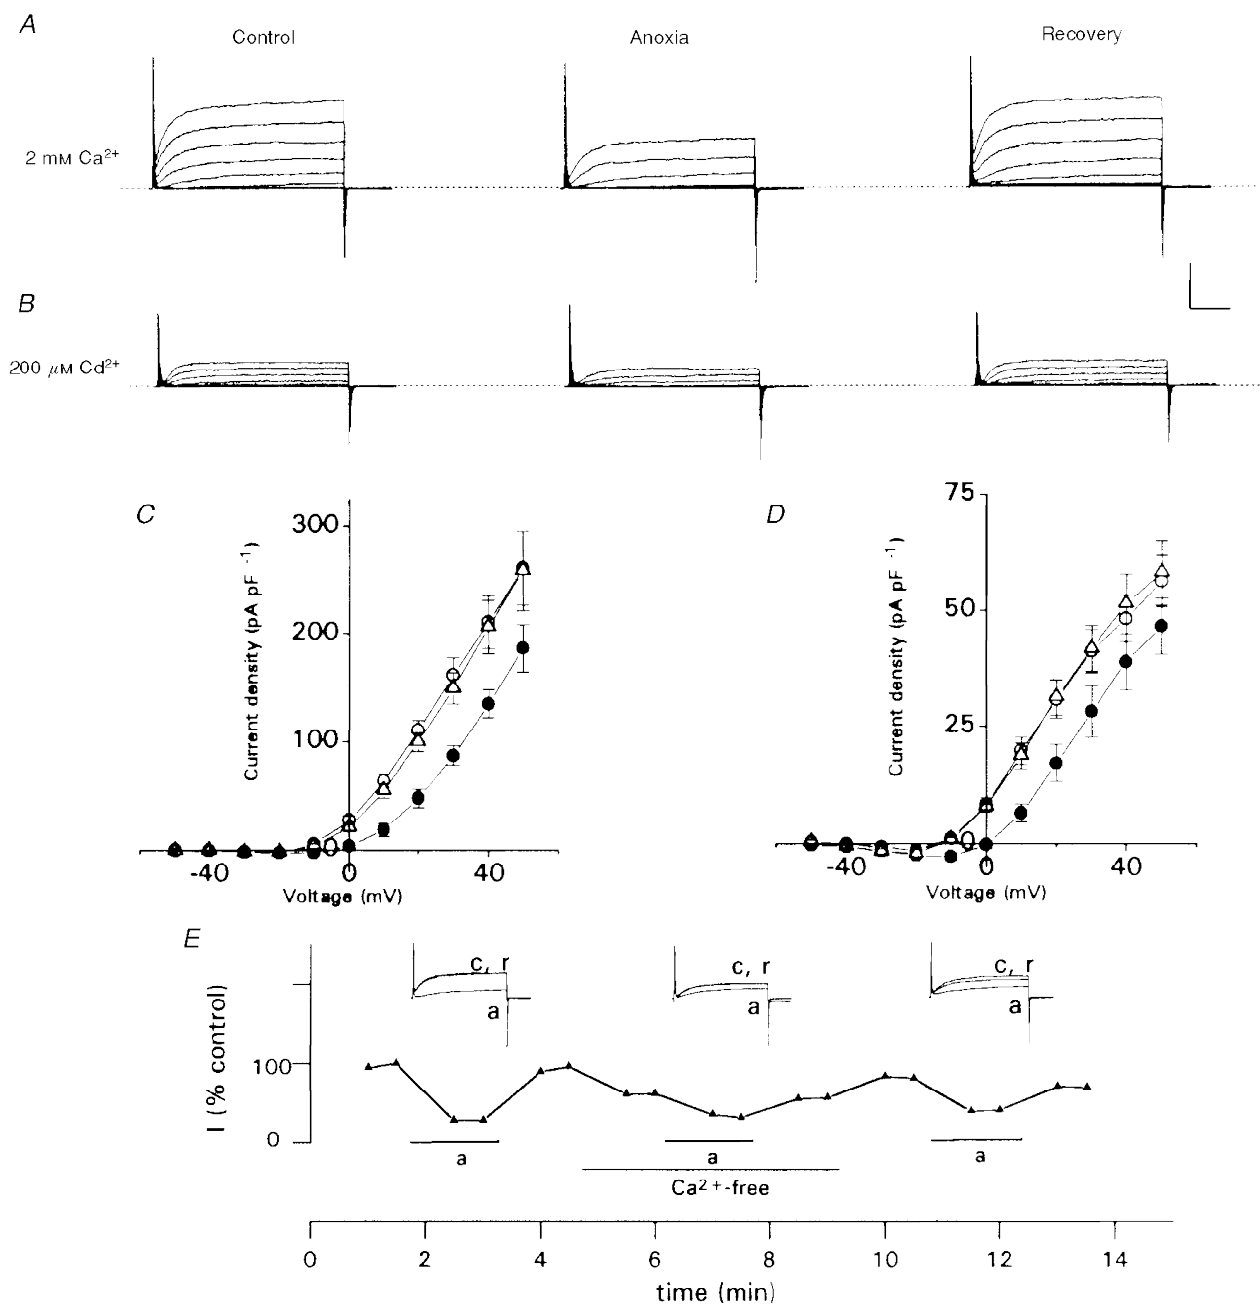 A
Control Anoxia Recovery
2 mM Ca2+
B
200 μM Cd2+
C
300
200
100
0
-40 0 40
Current density (pA pF -1)
Voltage (mV)
D
75
50
25
0
-40 0 40
Current density (pA pF -1)
Voltage (mV)
E
c, r c, r c, r
a a a
I (% control)
100
0
a a a
Ca2+-free
0 2 4 6 8 10 12 14
time (min)